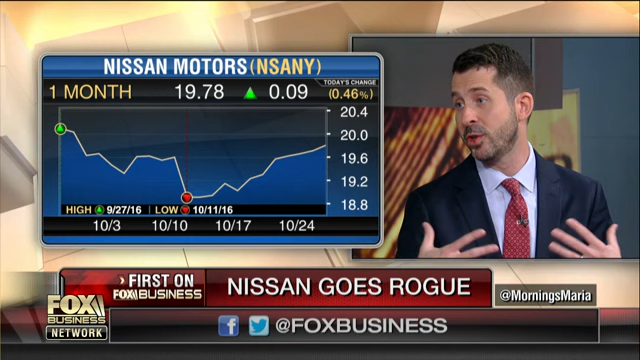 NISSAN MOTORS (NSANY)
1 MONTH 19.78 0.09 TODAY'S CHANGE (0.46%)
20.4
20.0
19.6
19.2
18.8
HIGH 9/27/16 LOW 10/11/16
10/3 10/10 10/17 10/24
› FIRST ON
FOX BUSINESS
NISSAN GOES ROGUE
@MorningsMaria
FOX
BUSINESS
NETWORK
@FOXBUSINESS